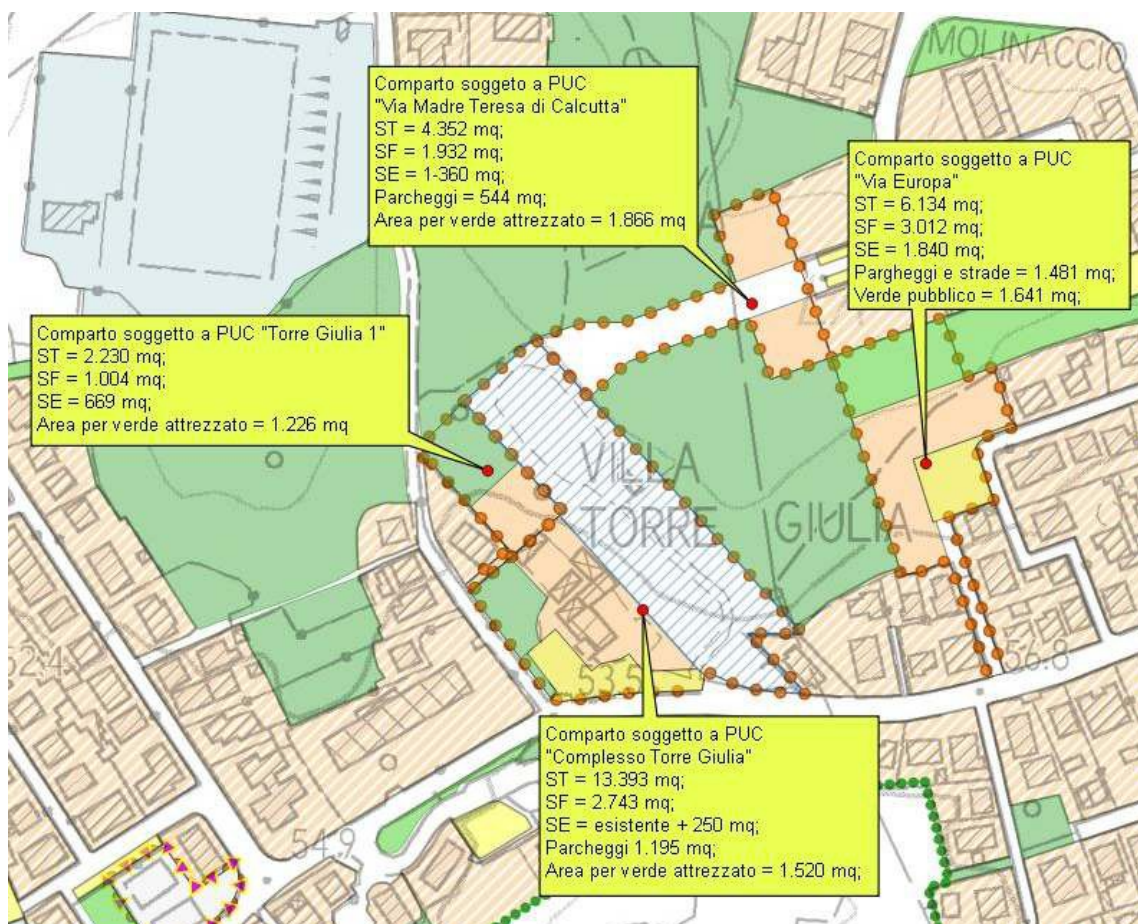 MOLINACCIO
Comparto soggeto a PUC
"Via Madre Teresa di Calcutta"
ST = 4.352 mq;
SF = 1.932 mq;
SE = 1-360 mq;
Parcheggi = 544 mq;
Area per verde attrezzato = 1.866 mq
Comparto soggetto a PUC
"Via Europa"
ST = 6.134 mq;
SF = 3.012 mq;
SE = 1.840 mq;
Pargheggi e strade = 1.481 mq;
Verde pubblico = 1.641 mq;
Comparto soggetto a PUC "Torre Giulia 1"
ST = 2.230 mq;
SF = 1.004 mq;
SE = 669 mq;
Area per verde attrezzato = 1.226 mq
VILLA
TORRE GIULIA
52.4
53.5
56.8
Comparto soggetto a PUC
"Complesso Torre Giulia"
ST = 13.393 mq;
SF = 2.743 mq;
SE = esistente + 250 mq;
Parcheggi 1.195 mq;
Area per verde attrezzato = 1.520 mq;
54.9